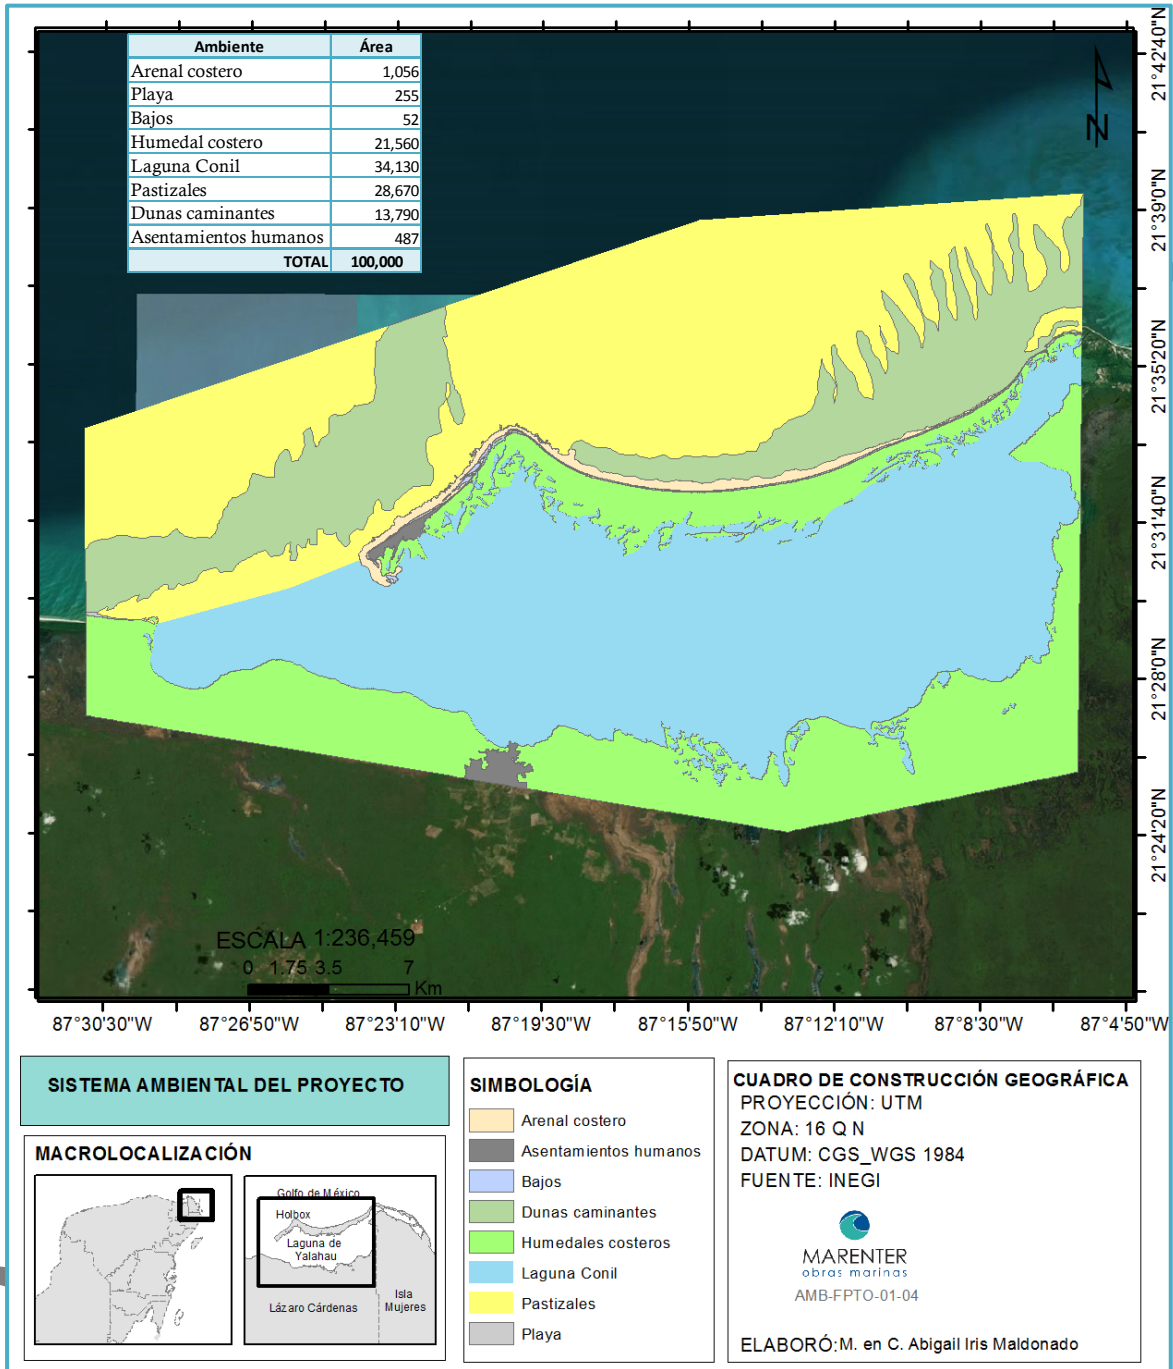 Ambiente Área
Arenal costero 1,056
Playa 255
Bajos 52
Humedal costero 21,560
Laguna Conil 34,130
Pastizales 28,670
Dunas caminantes 13,790
Asentamientos humanos 487
TOTAL 100,000
N
21°42'40"N
21°39'0"N
21°35'20"N
21°31'40"N
21°28'0"N
21°24'20"N
ESCALA 1:236,459
0 1.75 3.5 7
Km
87°30'30"W 87°26'50"W 87°23'10"W 87°19'30"W 87°15'50"W 87°12'10"W 87°8'30"W 87°4'50"W
SISTEMA AMBIENTAL DEL PROYECTO
MACROLOCALIZACIÓN
Golfo de México
Holbox
Laguna de
Yalahau
Lázaro Cárdenas
Isla
Mujeres
SIMBOLOGÍA
Arenal costero
Asentamientos humanos
Bajos
Dunas caminantes
Humedales costeros
Laguna Conil
Pastizales
Playa
CUADRO DE CONSTRUCCIÓN GEOGRÁFICA
PROYECCIÓN: UTM
ZONA: 16 Q N
DATUM: CGS_WGS 1984
FUENTE: INEGI
MARENTER
obras marinas
AMB-FPTO-01-04
ELABORÓ: M. en C. Abigail Iris Maldonado